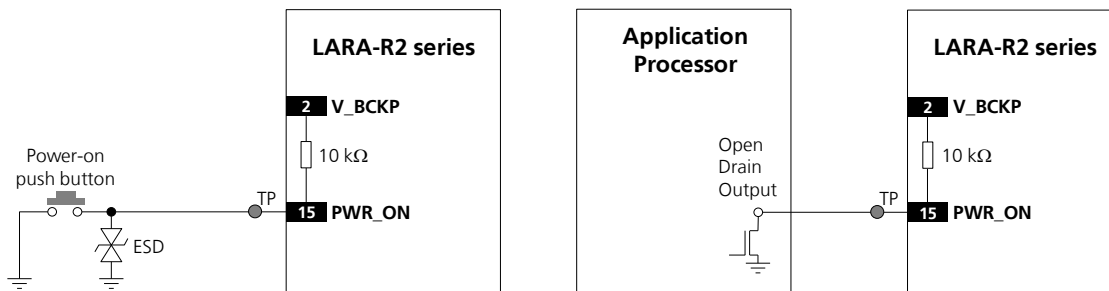 LARA-R2 series
2 V_BCKP
10 kΩ
Power-on
push button
TP
15 PWR_ON
ESD
Application
Processor
Open
Drain
Output
LARA-R2 series
2 V_BCKP
10 kΩ
TP
15 PWR_ON